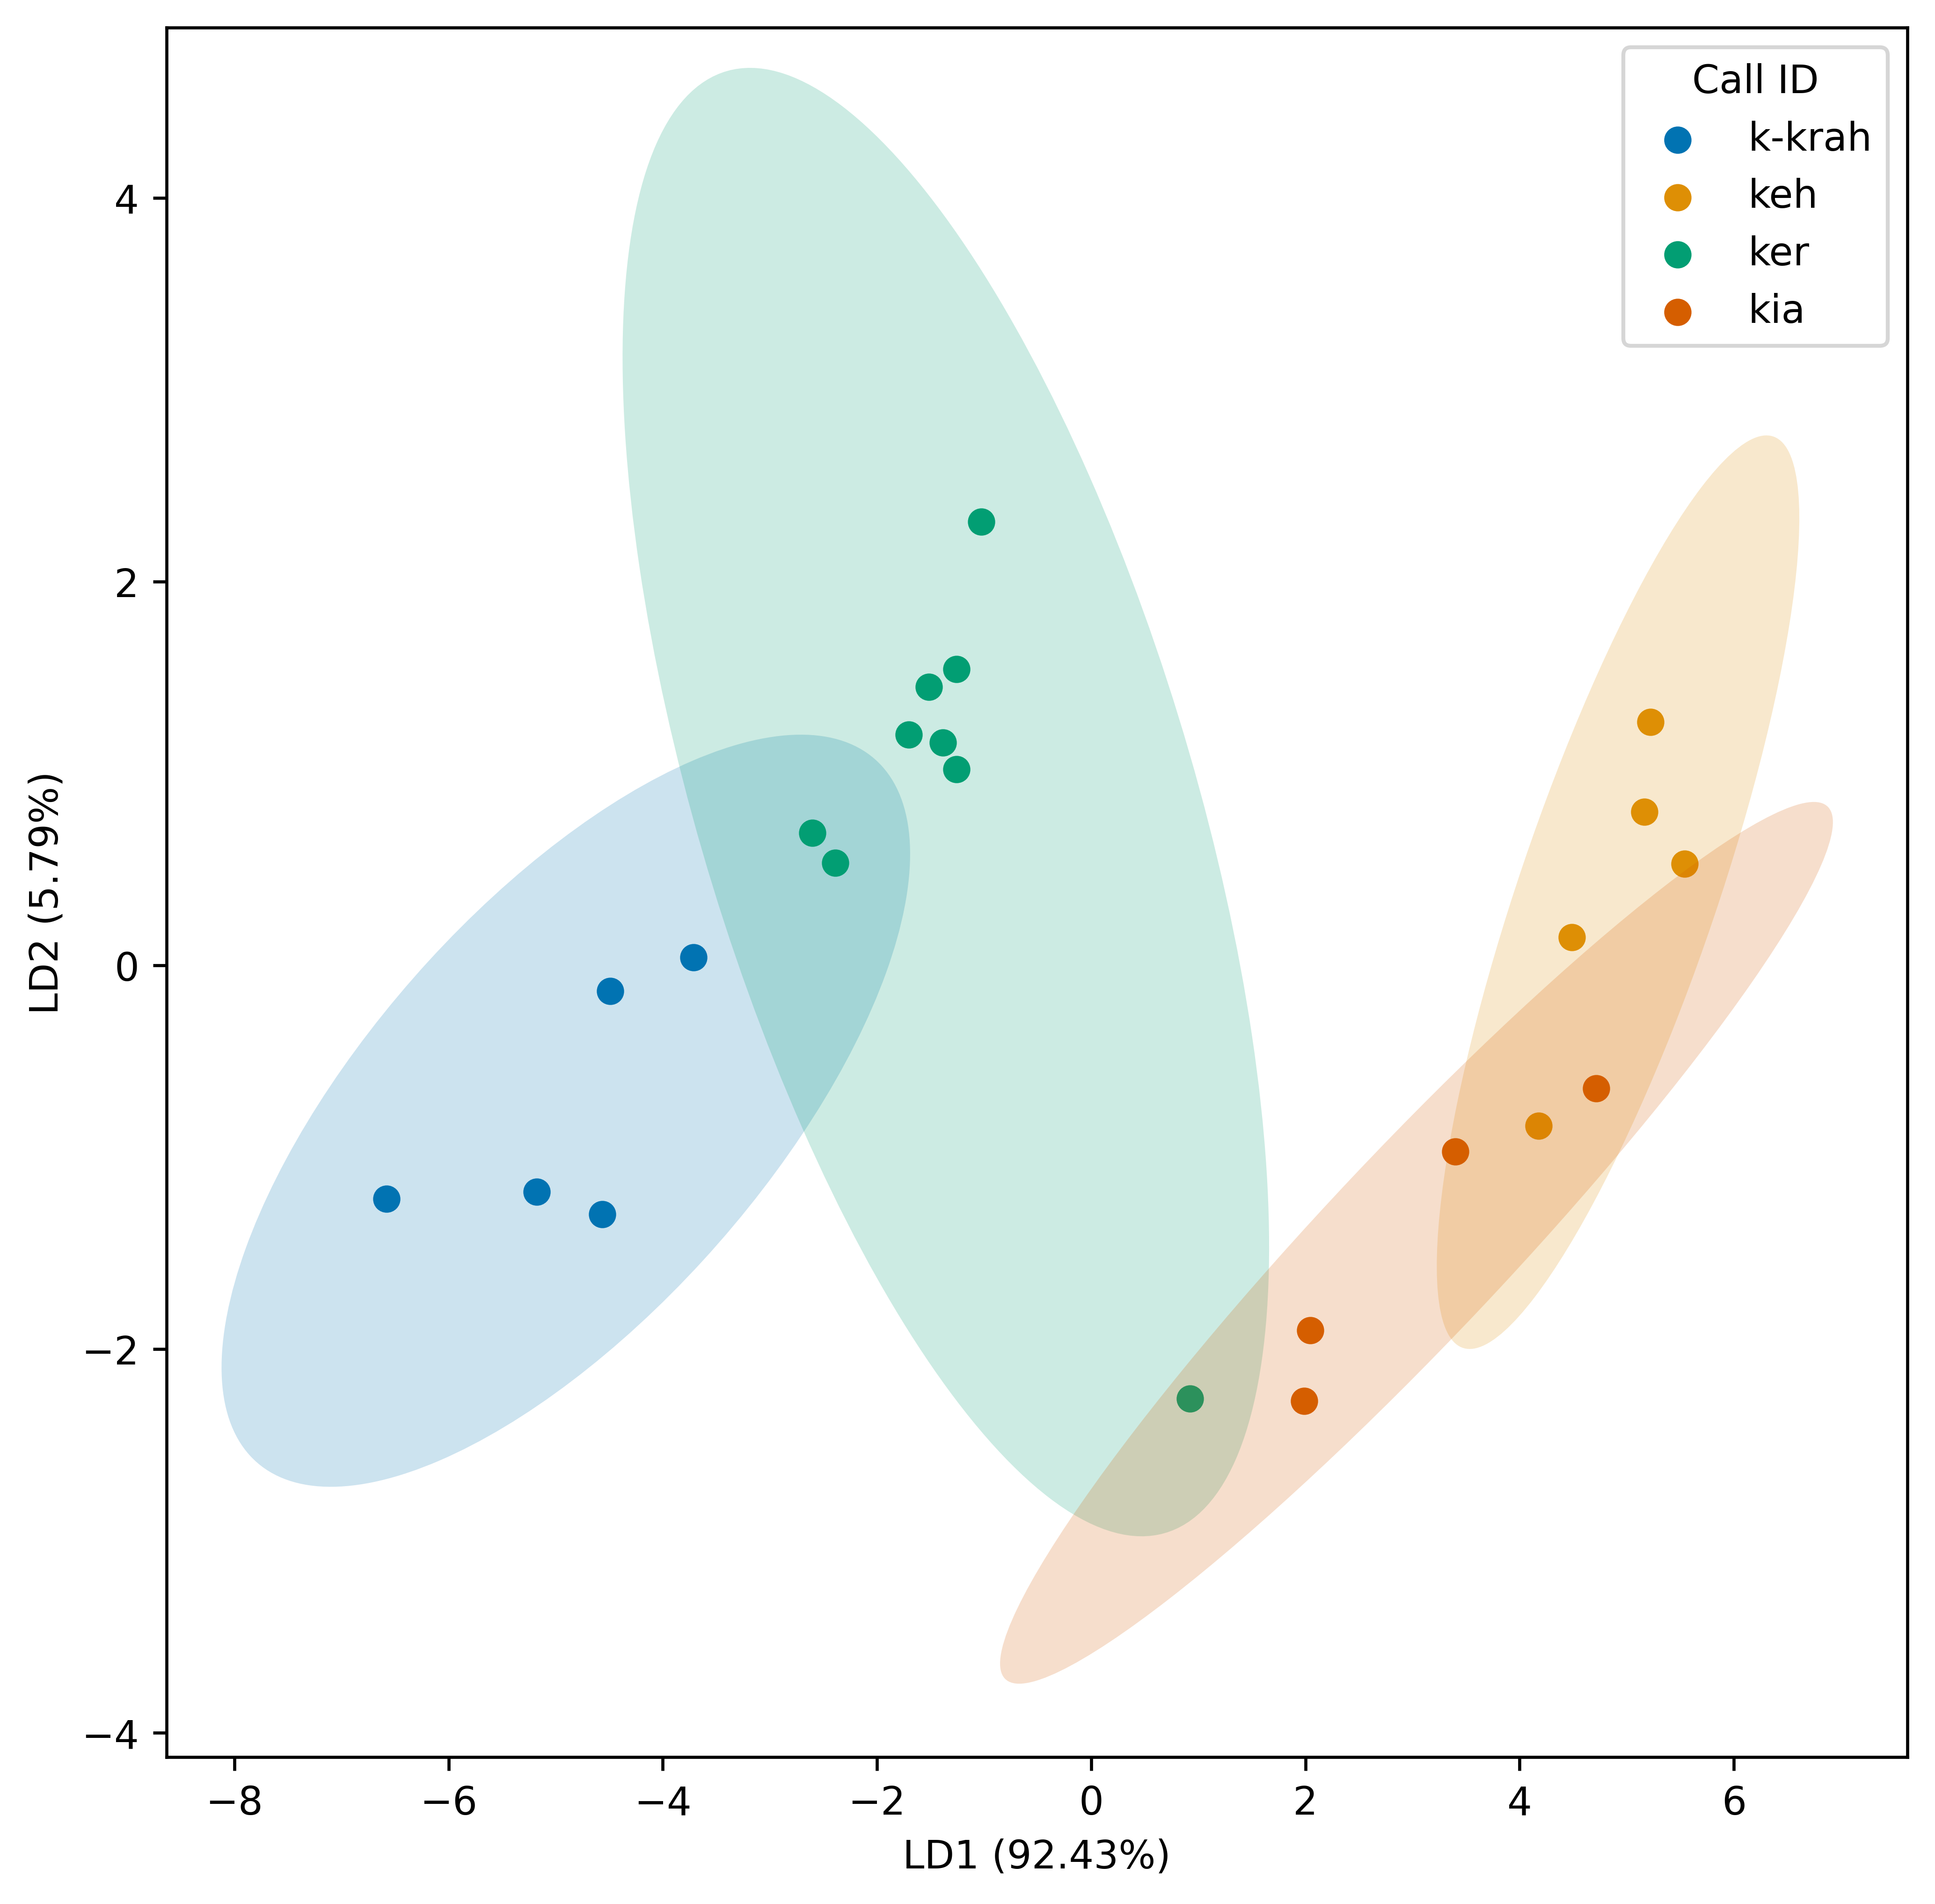 Call ID
k-krah
keh
ker
kia
4
2
0
−2
−4
LD2 (5.79%)
−8 −6 −4 −2 0 2 4 6
LD1 (92.43%)